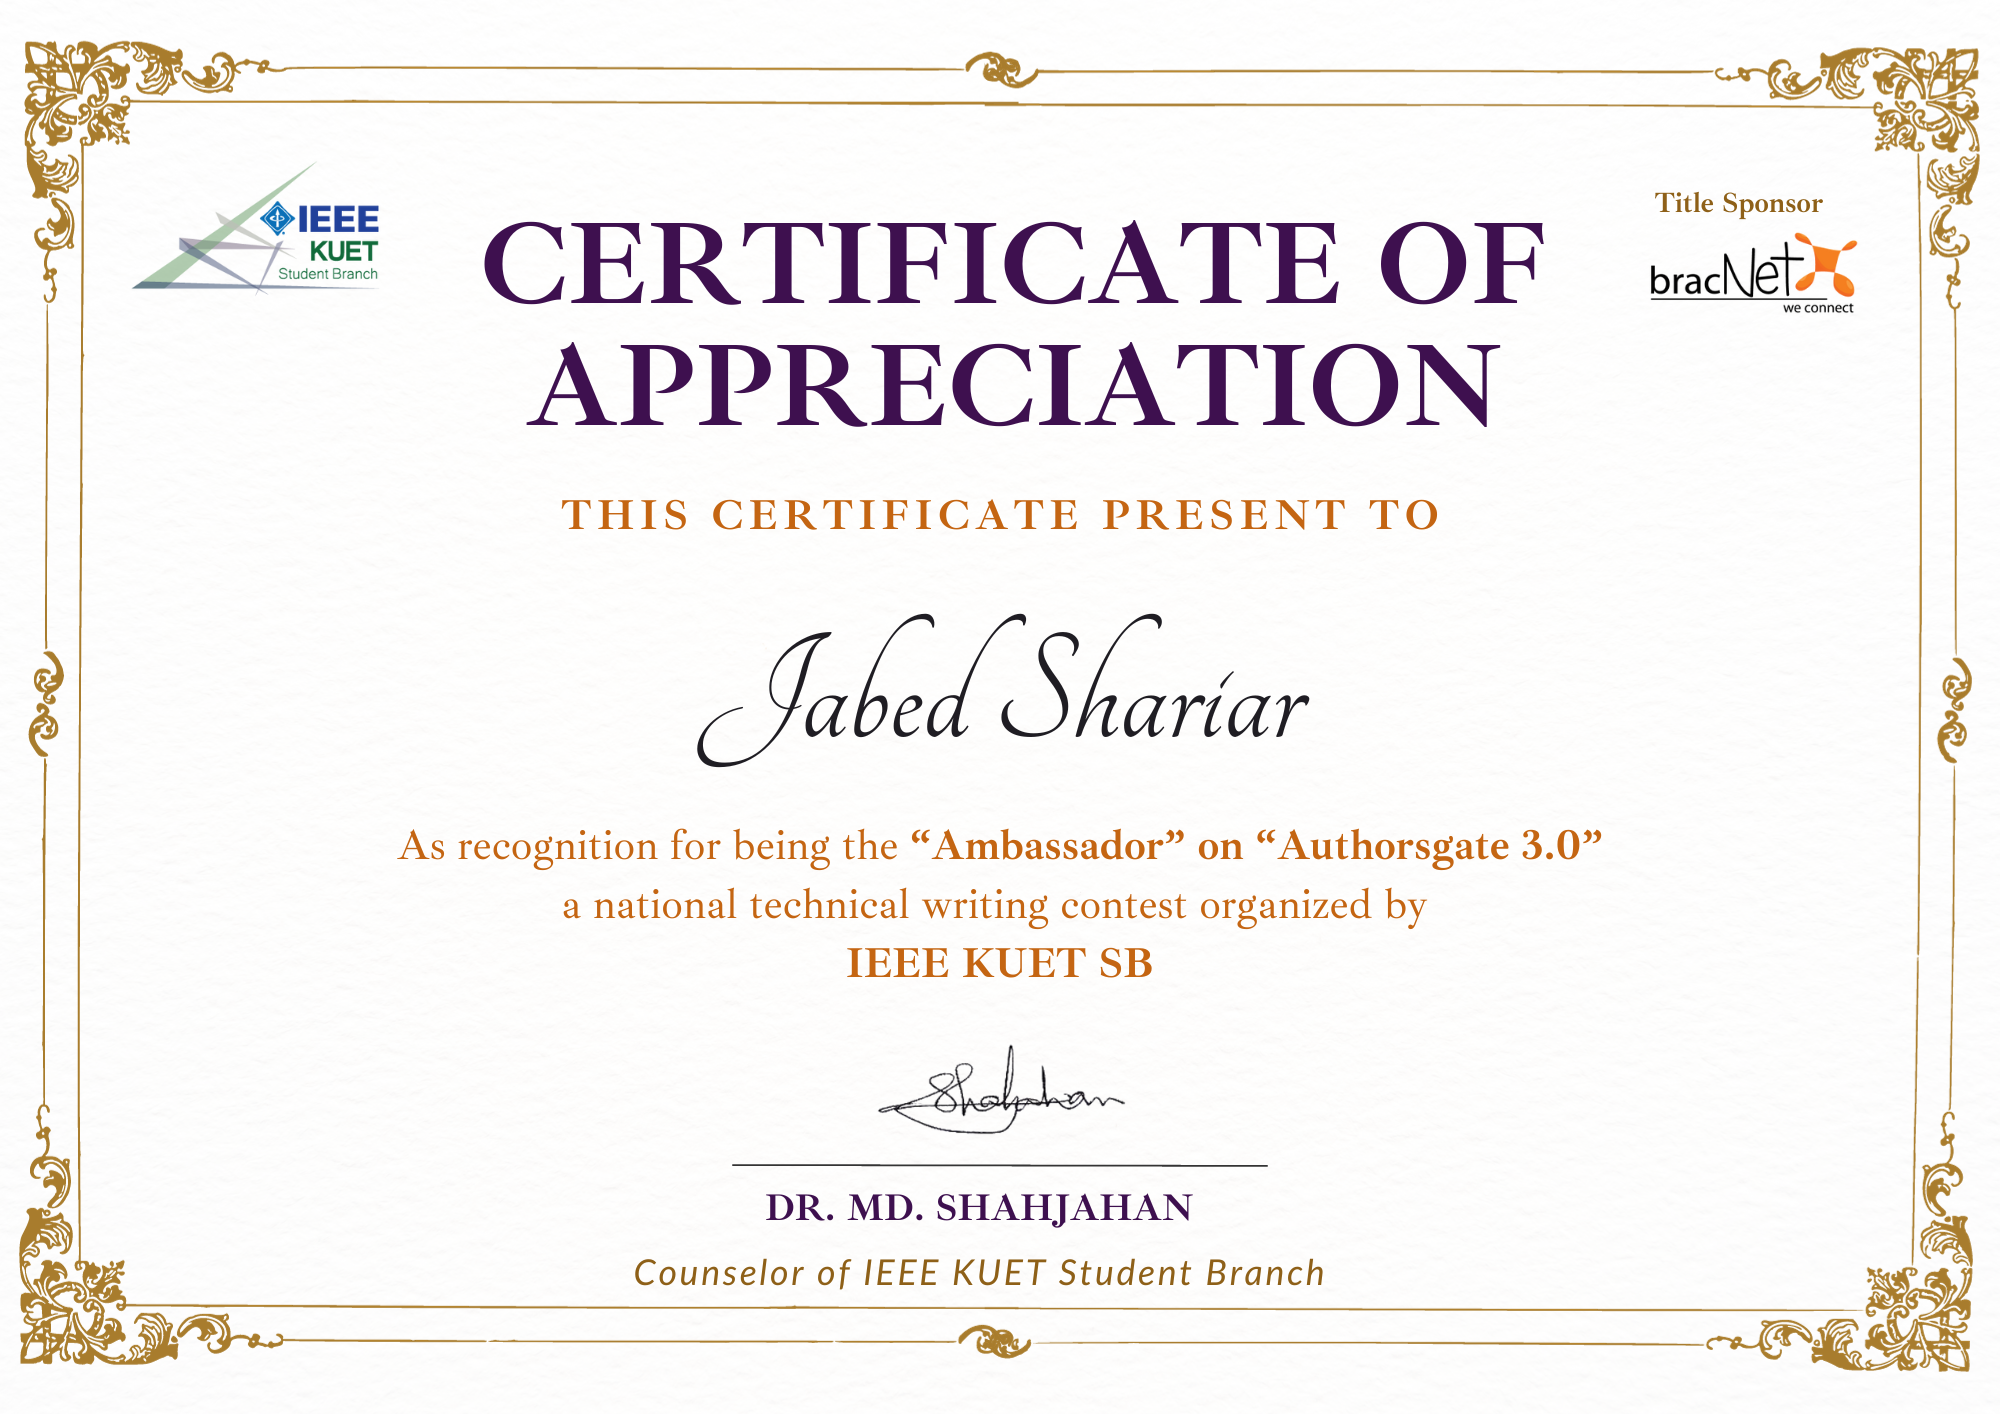 IEEE
KUET
Student Branch
Title Sponsor
bracNet
we connect
CERTIFICATE OF
APPRECIATION
THIS CERTIFICATE PRESENT TO
Jabed Shariar
As recognition for being the “Ambassador” on “Authorsgate 3.0”
a national technical writing contest organized by
IEEE KUET SB
Shahjahan
DR. MD. SHAHJAHAN
Counselor of IEEE KUET Student Branch